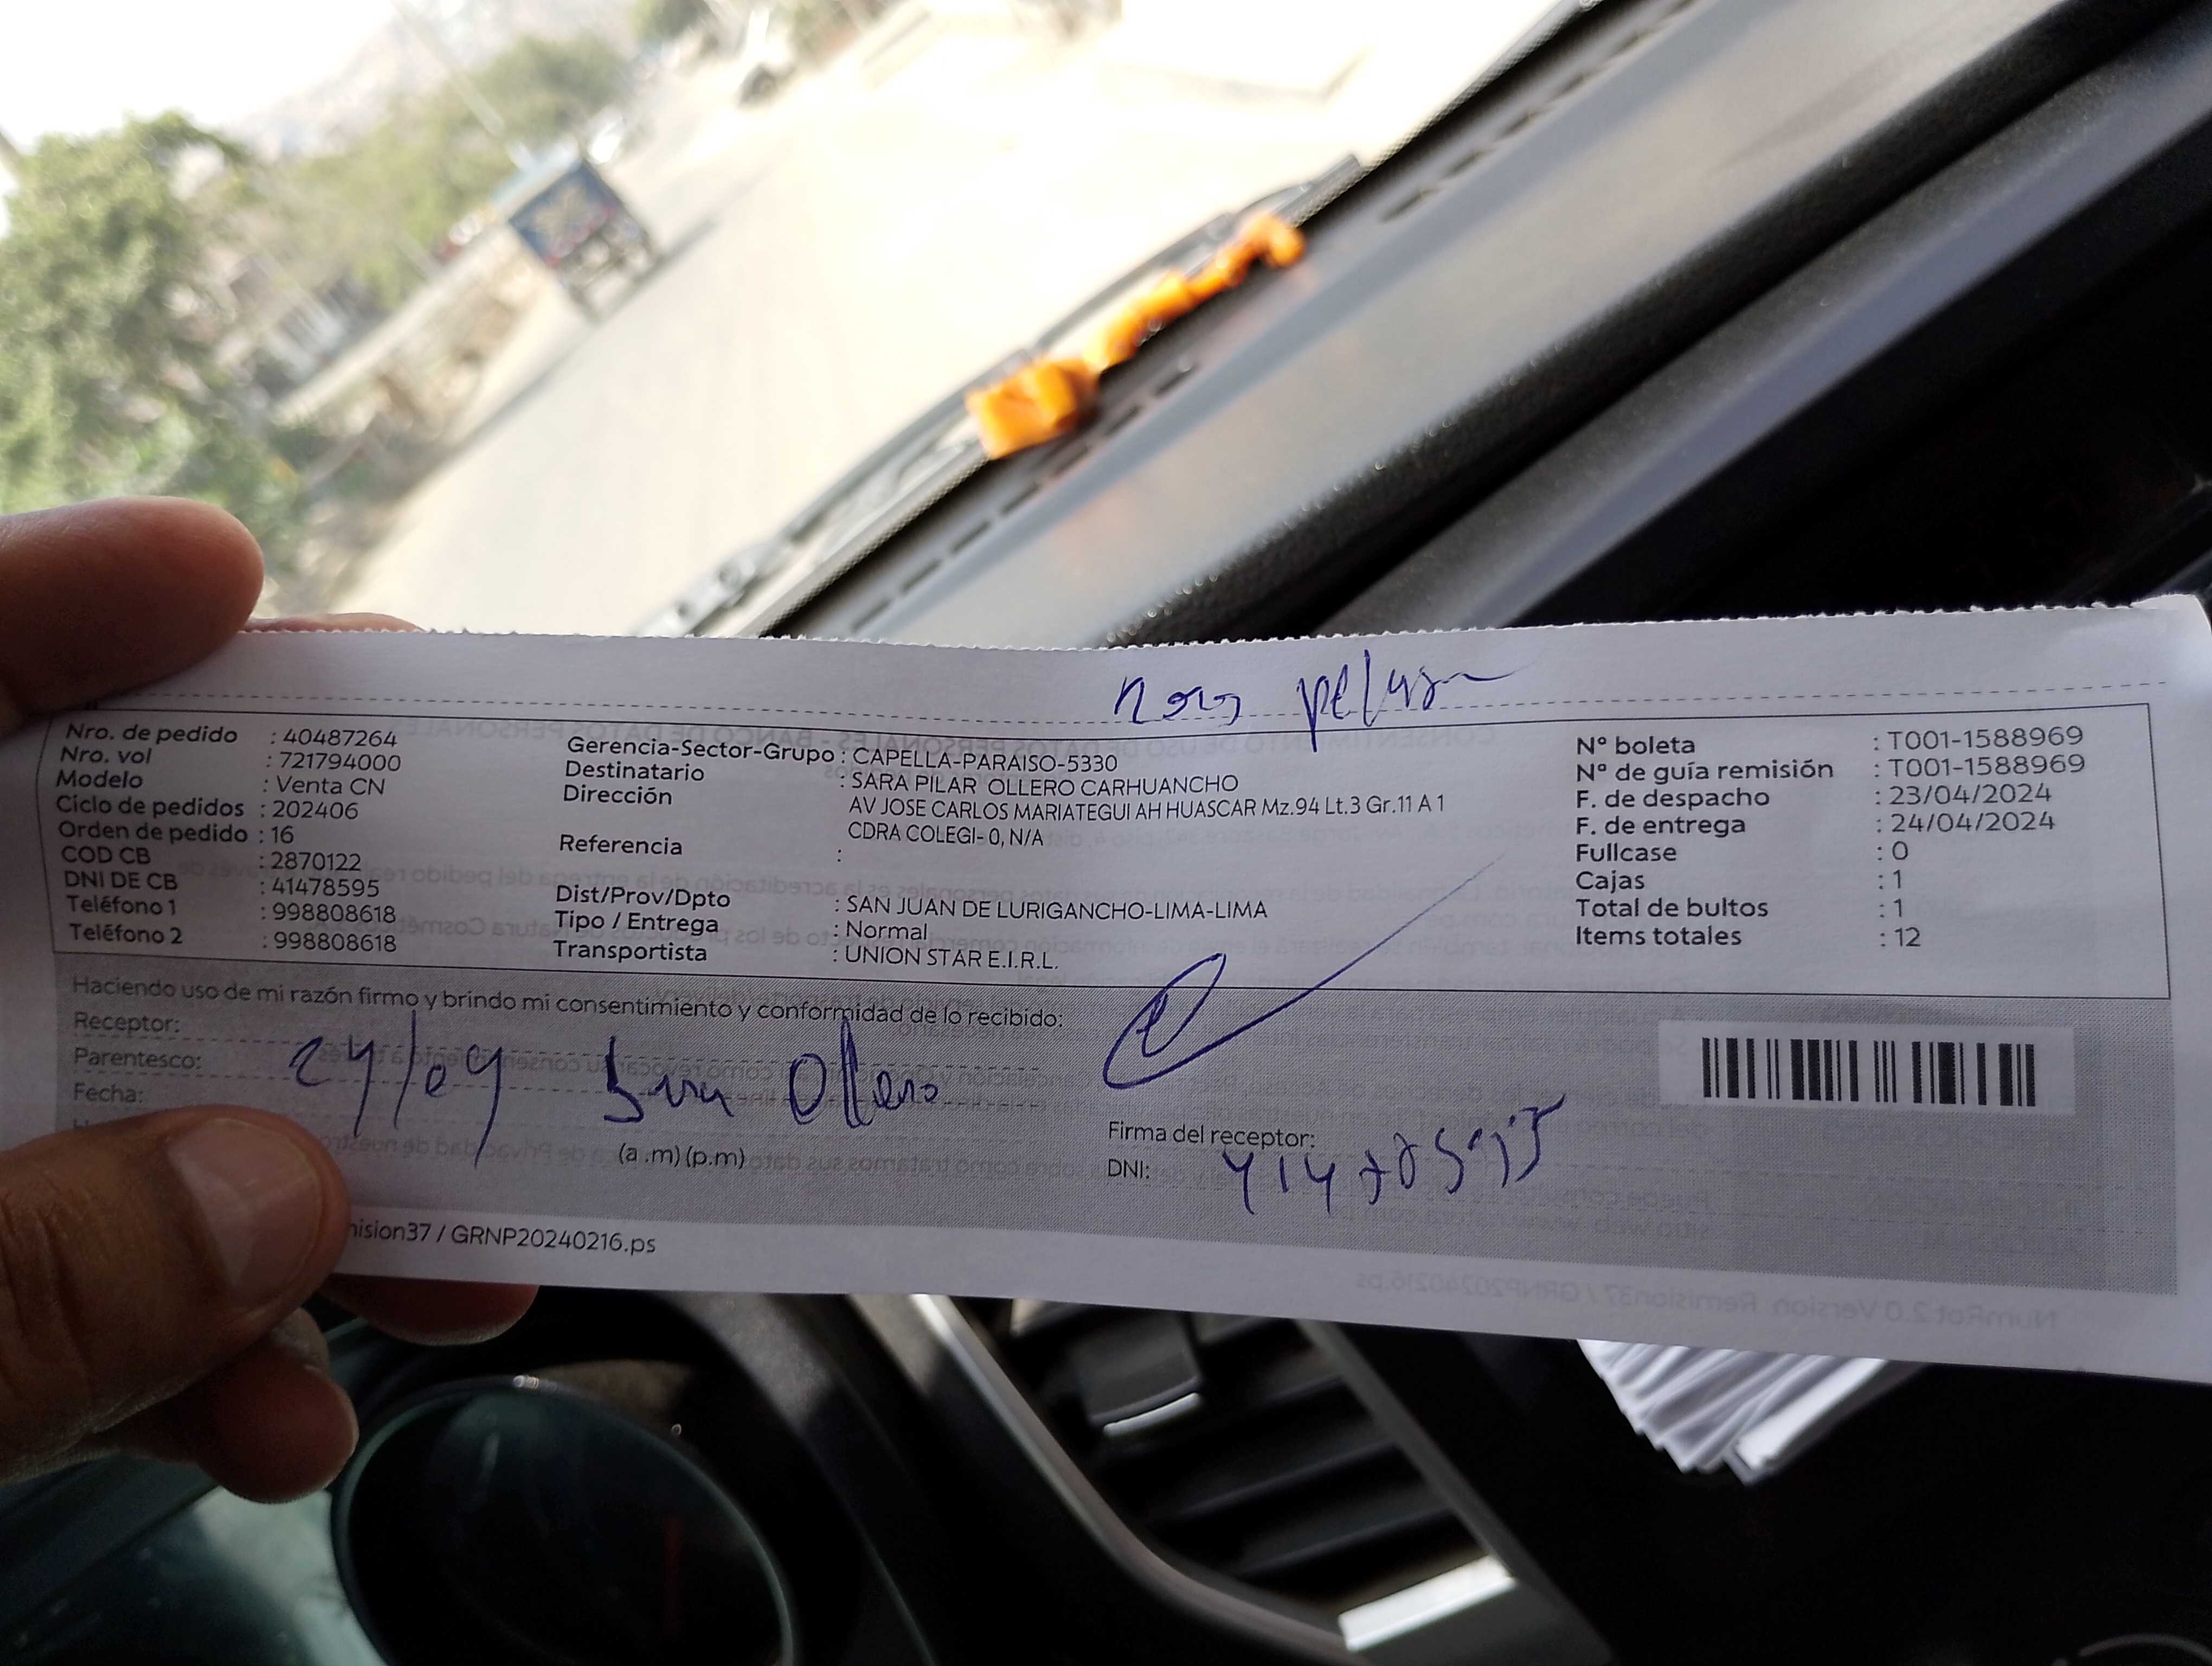 Nro. de pedido : 40487264
Nro. vol : 721794000
Modelo : Venta CN
Ciclo de pedidos : 202406
Orden de pedido : 16
COD CB : 2870122
DNI DE CB : 41478595
Teléfono 1 : 998808618
Teléfono 2 : 998808618
Gerencia-Sector-Grupo : CAPELLA-PARAISO-5330
Destinatario : SARA PILAR OLLERO CARHUANCHO
Dirección AV JOSE CARLOS MARIATEGUI AH HUASCAR Mz.94 Lt.3 Gr.11 A 1
CDRA COLEGI- 0, N/A
Referencia :
Dist/Prov/Dpto : SAN JUAN DE LURIGANCHO-LIMA-LIMA
Tipo / Entrega : Normal
Transportista : UNION STAR E.I.R.L.
N° boleta : T001-1588969
N° de guía remisión : T001-1588969
F. de despacho : 23/04/2024
F. de entrega : 24/04/2024
Fullcase : 0
Cajas : 1
Total de bultos : 1
Items totales : 12
Haciendo uso de mi razón firmo y brindo mi consentimiento y conformidad de lo recibido:
Receptor:
Parentesco:
24/04 Sara Ollero
Fecha:
(a .m) (p.m)
Firma del receptor:
DNI: 41478595
mision37 / GRNP20240216.ps